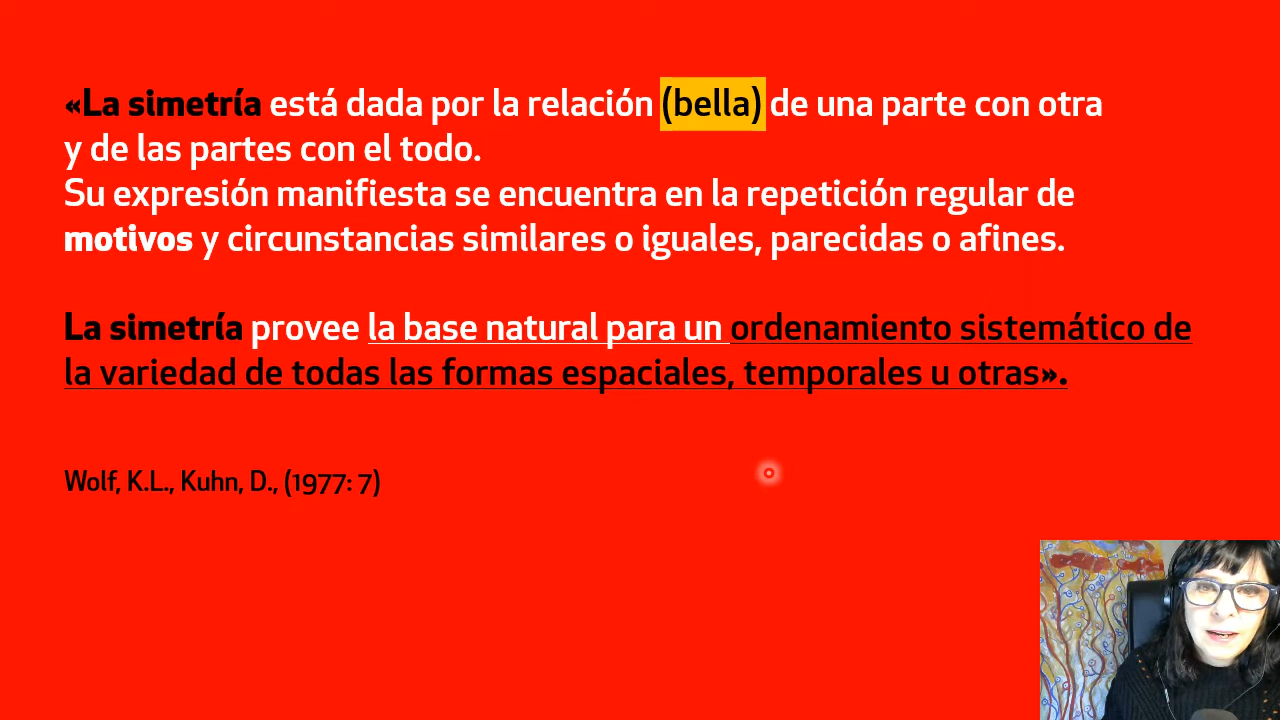 «La simetría está dada por la relación (bella) de una parte con otra
y de las partes con el todo.
Su expresión manifiesta se encuentra en la repetición regular de
motivos y circunstancias similares o iguales, parecidas o afines.
La simetría provee la base natural para un ordenamiento sistemático de
la variedad de todas las formas espaciales, temporales u otras».
Wolf, K.L., Kuhn, D., (1977: 7)